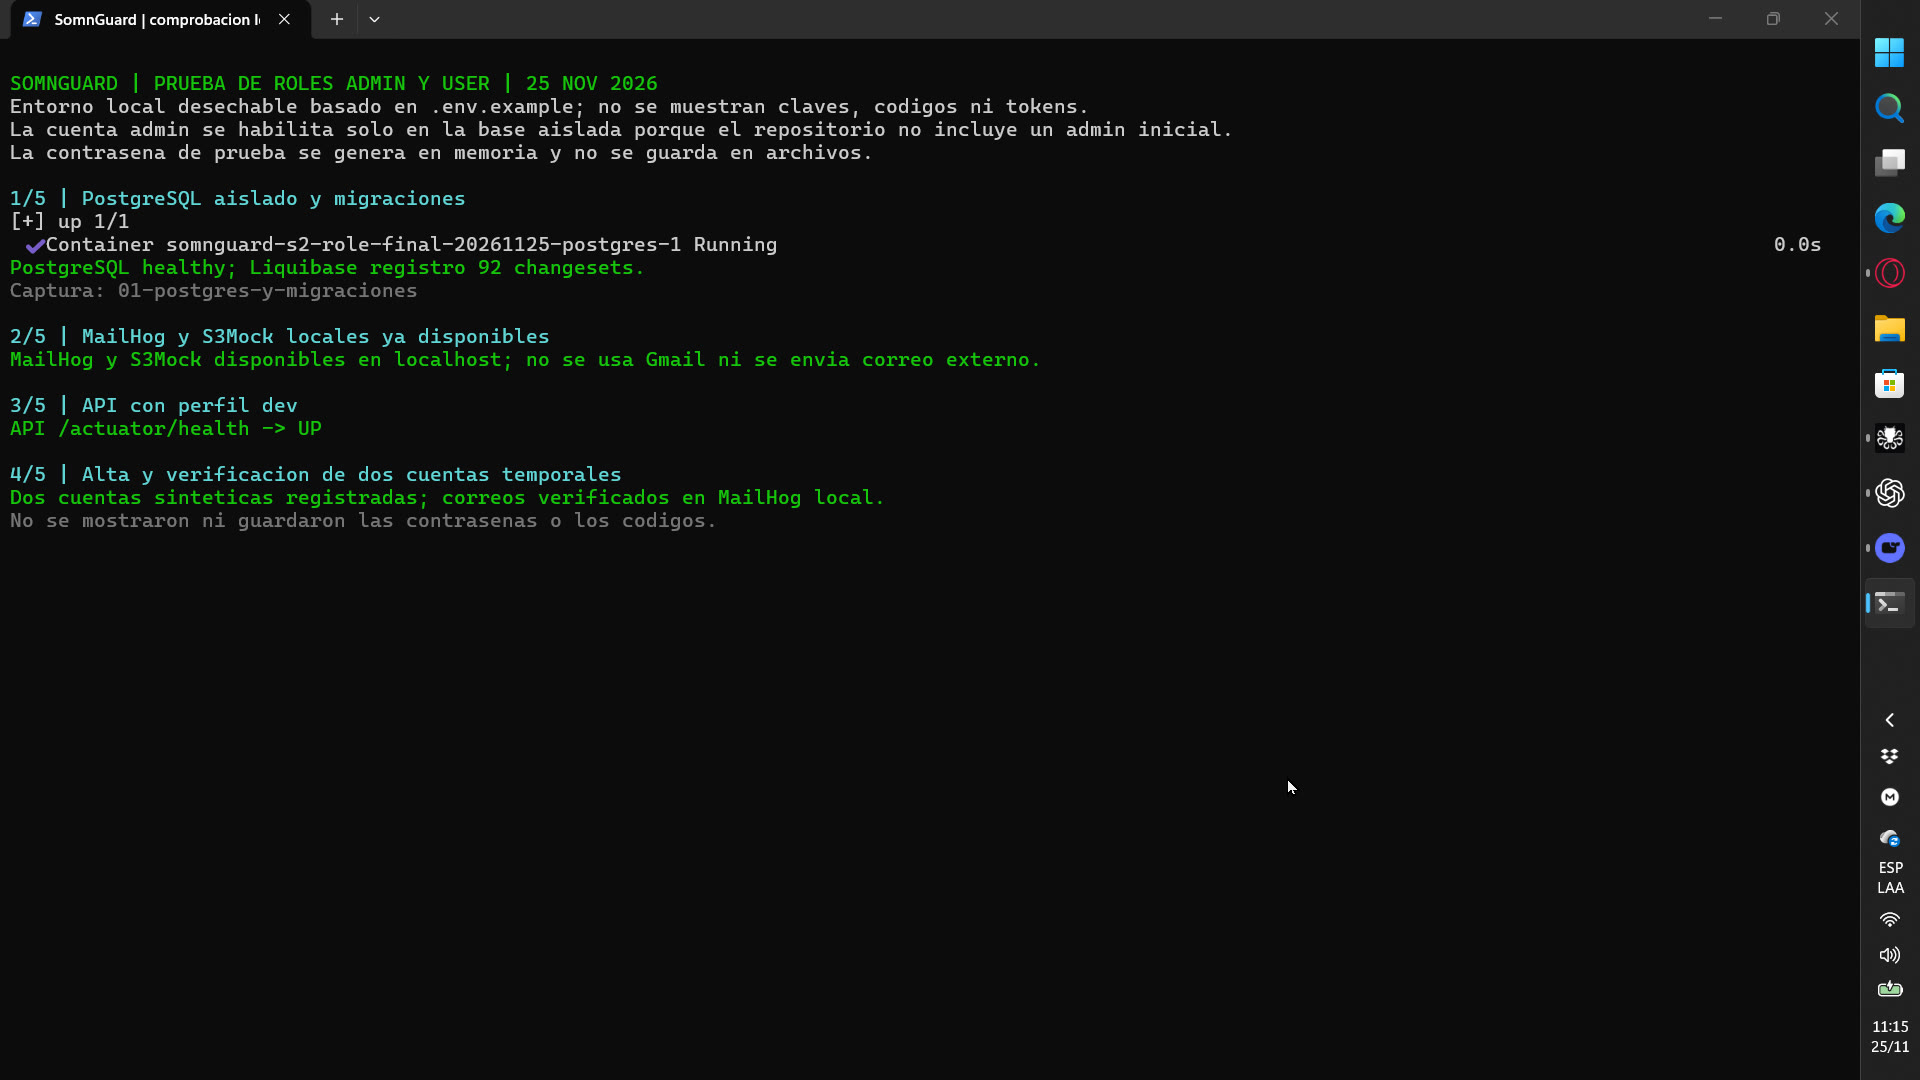 SomnGuard | comprobacion l
SOMNGUARD | PRUEBA DE ROLES ADMIN Y USER | 25 NOV 2026
Entorno local desechable basado en .env.example; no se muestran claves, codigos ni tokens.
La cuenta admin se habilita solo en la base aislada porque el repositorio no incluye un admin inicial.
La contrasena de prueba se genera en memoria y no se guarda en archivos.
1/5 | PostgreSQL aislado y migraciones
[+] up 1/1
Container somnguard-s2-role-final-20261125-postgres-1 Running 0.0s
PostgreSQL healthy; Liquibase registro 92 changesets.
Captura: 01-postgres-y-migraciones
2/5 | MailHog y S3Mock locales ya disponibles
MailHog y S3Mock disponibles en localhost; no se usa Gmail ni se envia correo externo.
3/5 | API con perfil dev
API /actuator/health -> UP
4/5 | Alta y verificacion de dos cuentas temporales
Dos cuentas sinteticas registradas; correos verificados en MailHog local.
No se mostraron ni guardaron las contrasenas o los codigos.
ESP
LAA
11:15
25/11